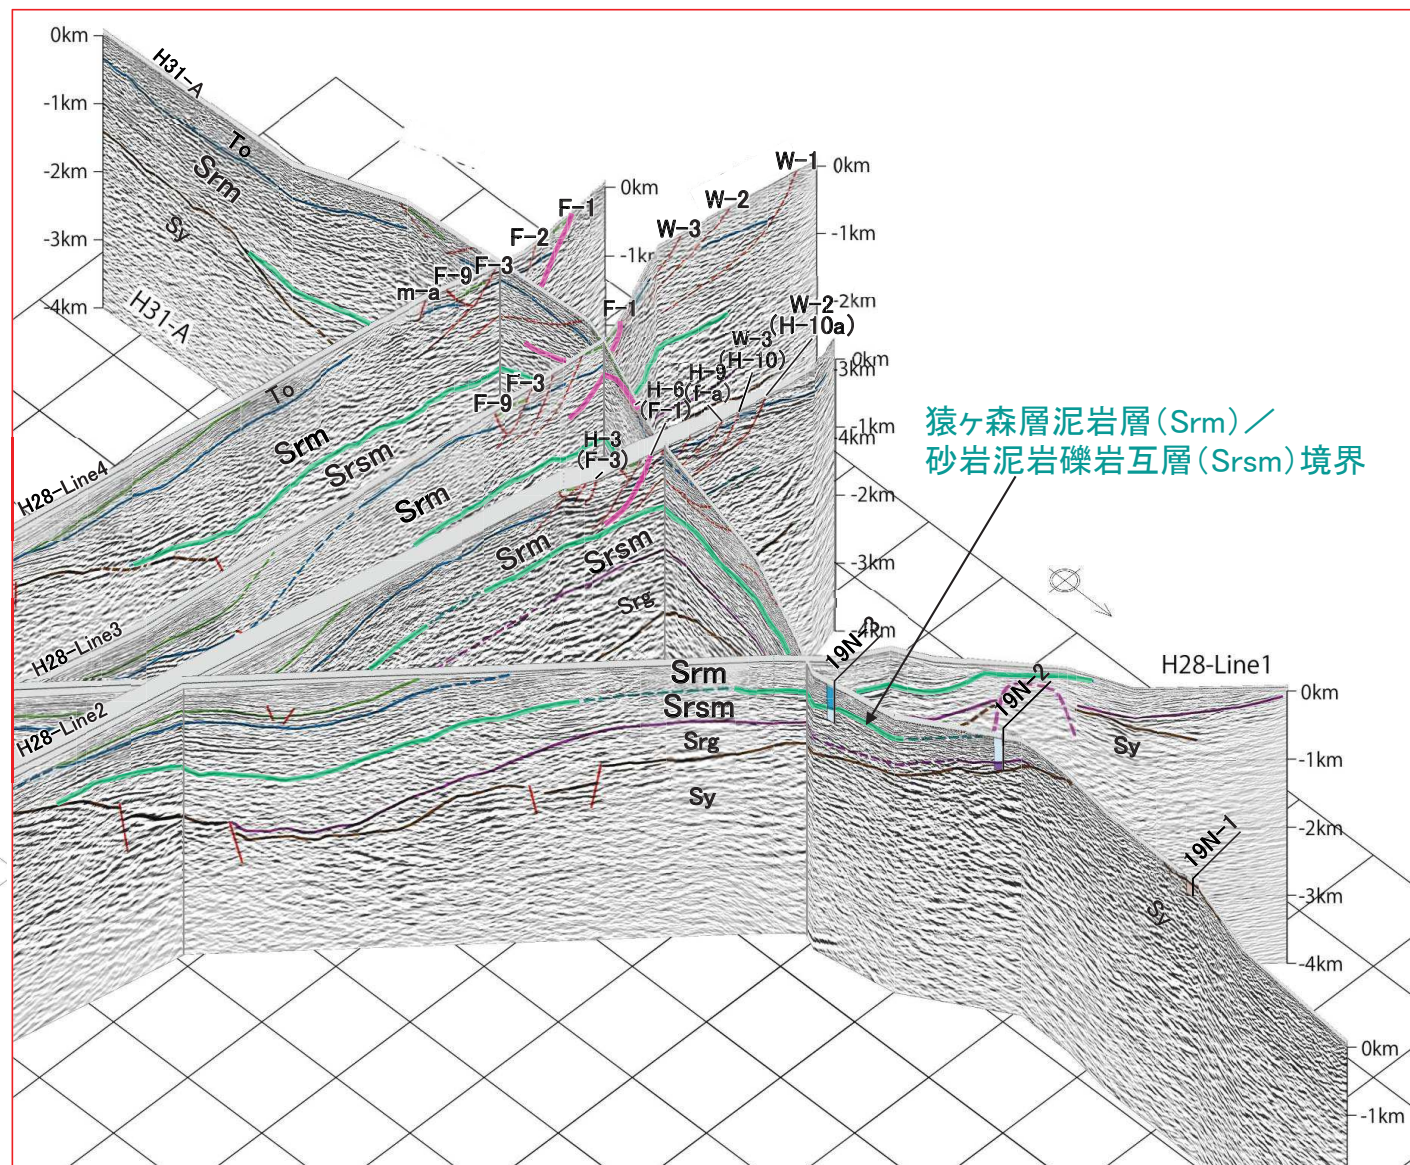 0km
-1km
-2km
-3km
-4km
H31-A
To
Srm
Sy
H31-A
W-1
0km
W-2
W-3
-1km
-2km
3km
4km
0km
F-1
F-2
-1kr
F-9
F-3
m-a
F-1
W-2
(H-10a)
W-3
(H-10)
H-9
(f-a)
H-6
(F-1)
H-3
(F-3)
0km
-1km
-2km
-3km
-4km
To
F-3
F-9
Srm
Srsm
Srm
H28-Line4
Srm
Srsm
Srg
H28-Line3
H28-Line2
猿ヶ森層泥岩層(Srm)/
砂岩泥岩礫岩互層(Srsm)境界
19N-3
H28-Line1
19N-2
Srm
Srsm
Srg
Sy
Sy
0km
-1km
-2km
-3km
-4km
19N-1
Sy
0km
-1km